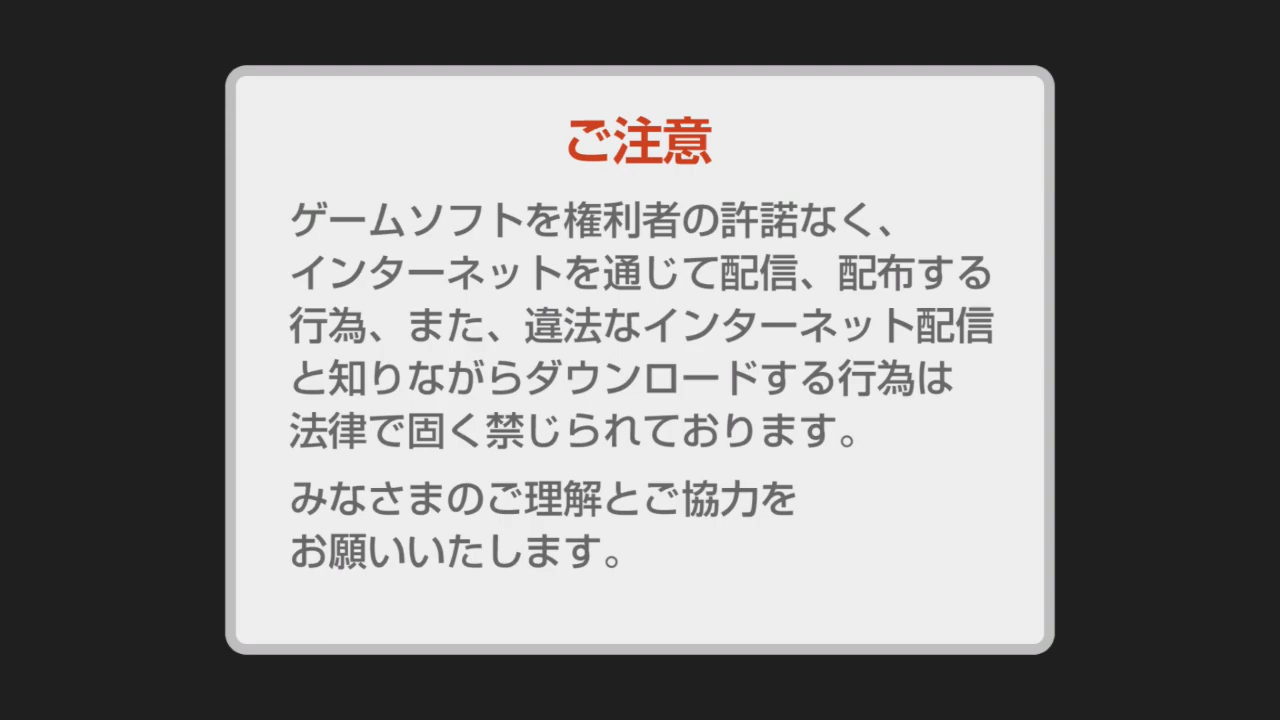 ご注意
ゲームソフトを権利者の許諾なく、
インターネットを通じて配信、配布する
行為、また、違法なインターネット配信
と知りながらダウンロードする行為は
法律で固く禁じられております。
みなさまのご理解とご協力を
お願いいたします。